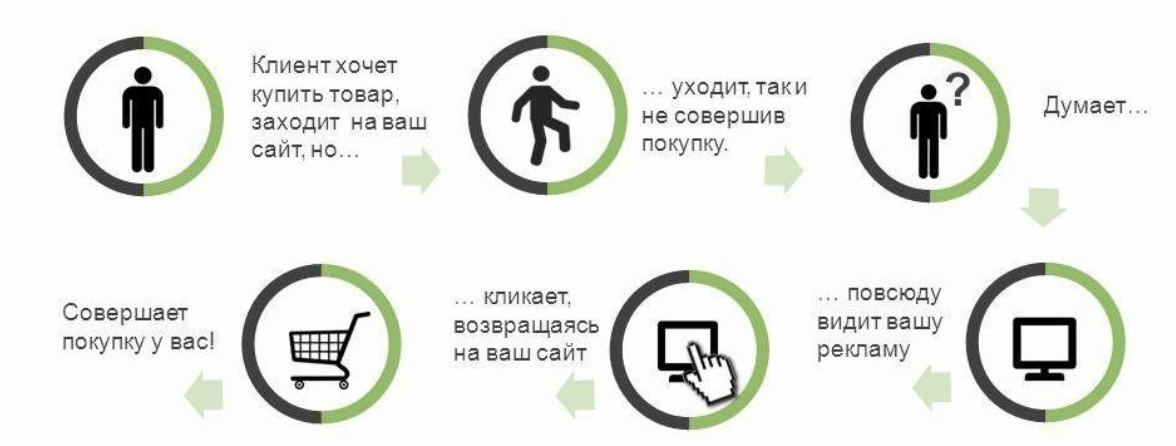 Клиент хочет
купить товар,
заходит на ваш
сайт, но…
… уходит, так и
не совершив
покупку.
?
Думает…
… повсюду
видит вашу
рекламу
… кликает,
возвращаясь
на ваш сайт
Совершает
покупку у вас!